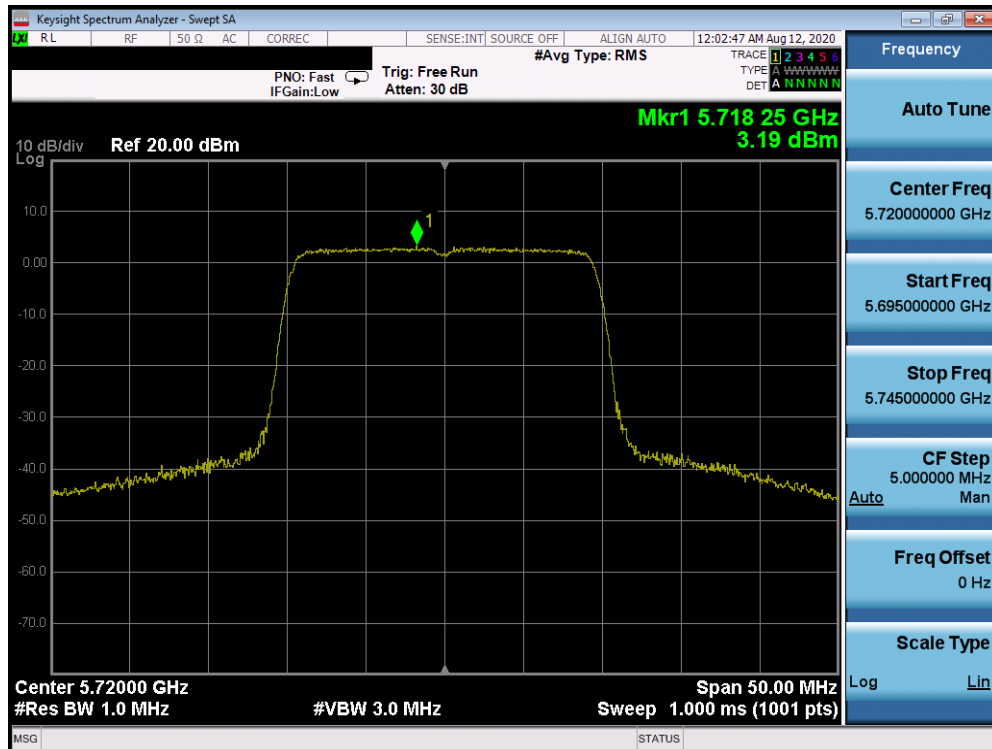 Keysight Spectrum Analyzer - Swept SA
LXI RL RF 50 Ω AC CORREC SENSE:INT SOURCE OFF ALIGN AUTO 12:02:47 AM Aug 12, 2020
#Avg Type: RMS
TRACE 1 2 3 4 5 6
PNO: Fast Trig: Free Run TYPE A WWWWW
IFGain:Low Atten: 30 dB DET A N N N N N
Mkr1 5.718 25 GHz
3.19 dBm
10 dB/div Ref 20.00 dBm
Log
10.0
1
0.00
-10.0
-20.0
-30.0
-40.0
-50.0
-60.0
-70.0
Center 5.72000 GHz Span 50.00 MHz
#Res BW 1.0 MHz #VBW 3.0 MHz Sweep 1.000 ms (1001 pts)
MSG STATUS
Frequency
Auto Tune
Center Freq
5.720000000 GHz
Start Freq
5.695000000 GHz
Stop Freq
5.745000000 GHz
CF Step
5.000000 MHz
Auto Man
Freq Offset
0 Hz
Scale Type
Log Lin